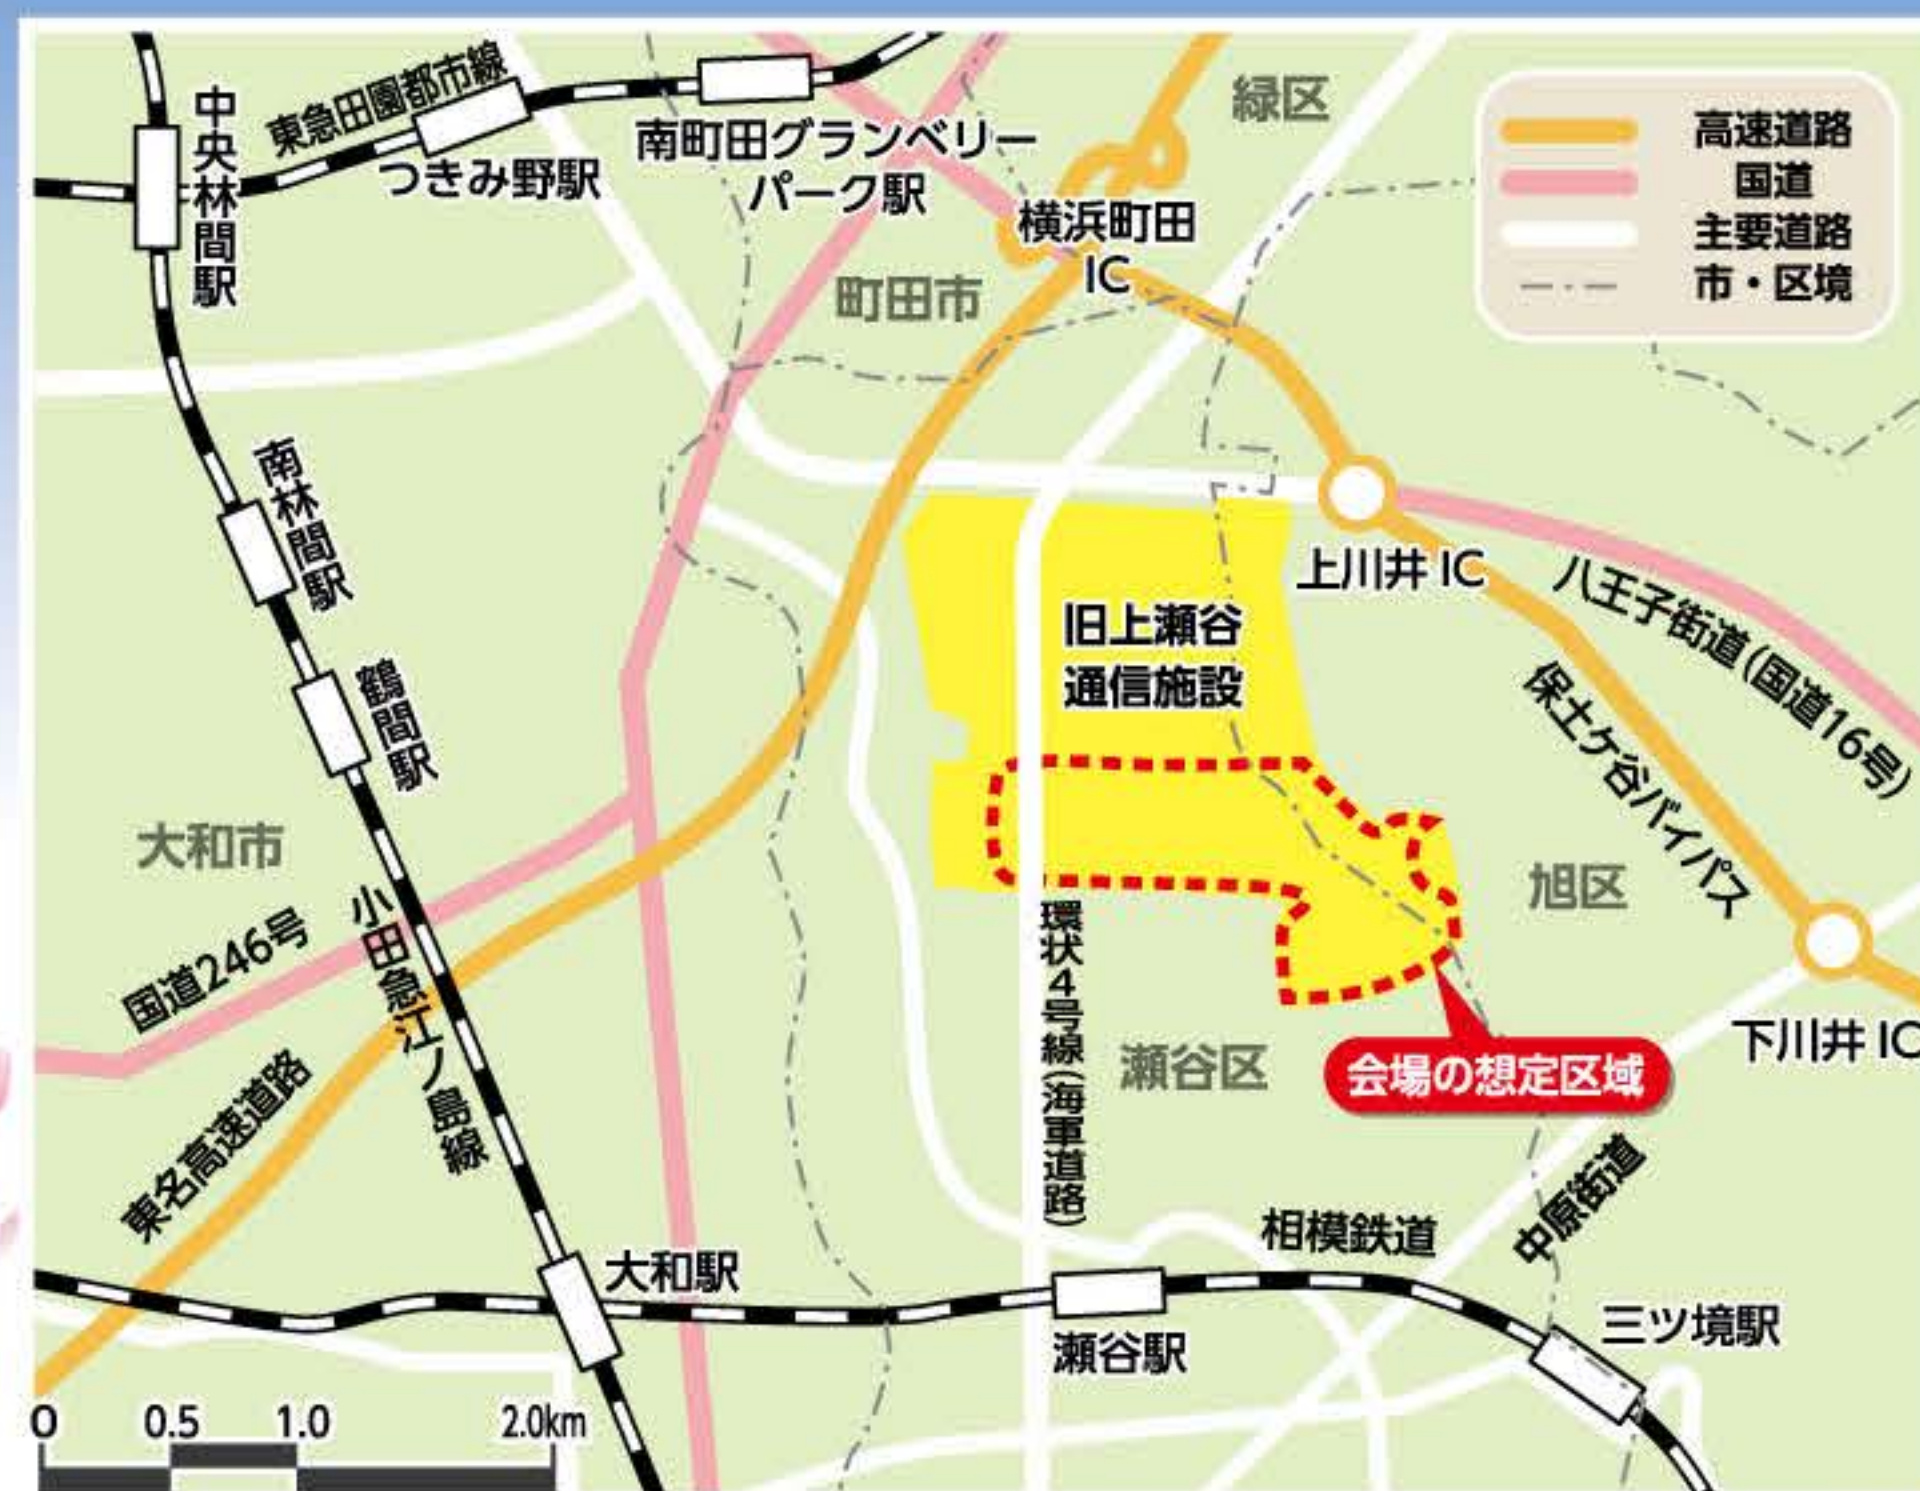 東急田園都市線
中央林間駅
つきみ野駅
南町田グランベリー
パーク駅
横浜町田
IC
緑区
高速道路
国道
主要道路
市・区境
町田市
南林間駅
鶴間駅
旧上瀬谷
通信施設
上川井 IC
八王子街道(国道16号)
保土ケ谷バイパス
大和市
旭区
国道246号
小田急江ノ島線
環状4号線(海軍道路)
瀬谷区
会場の想定区域
下川井 IC
東名高速道路
中原街道
相模鉄道
大和駅
瀬谷駅
三ツ境駅
0 0.5 1.0 2.0km